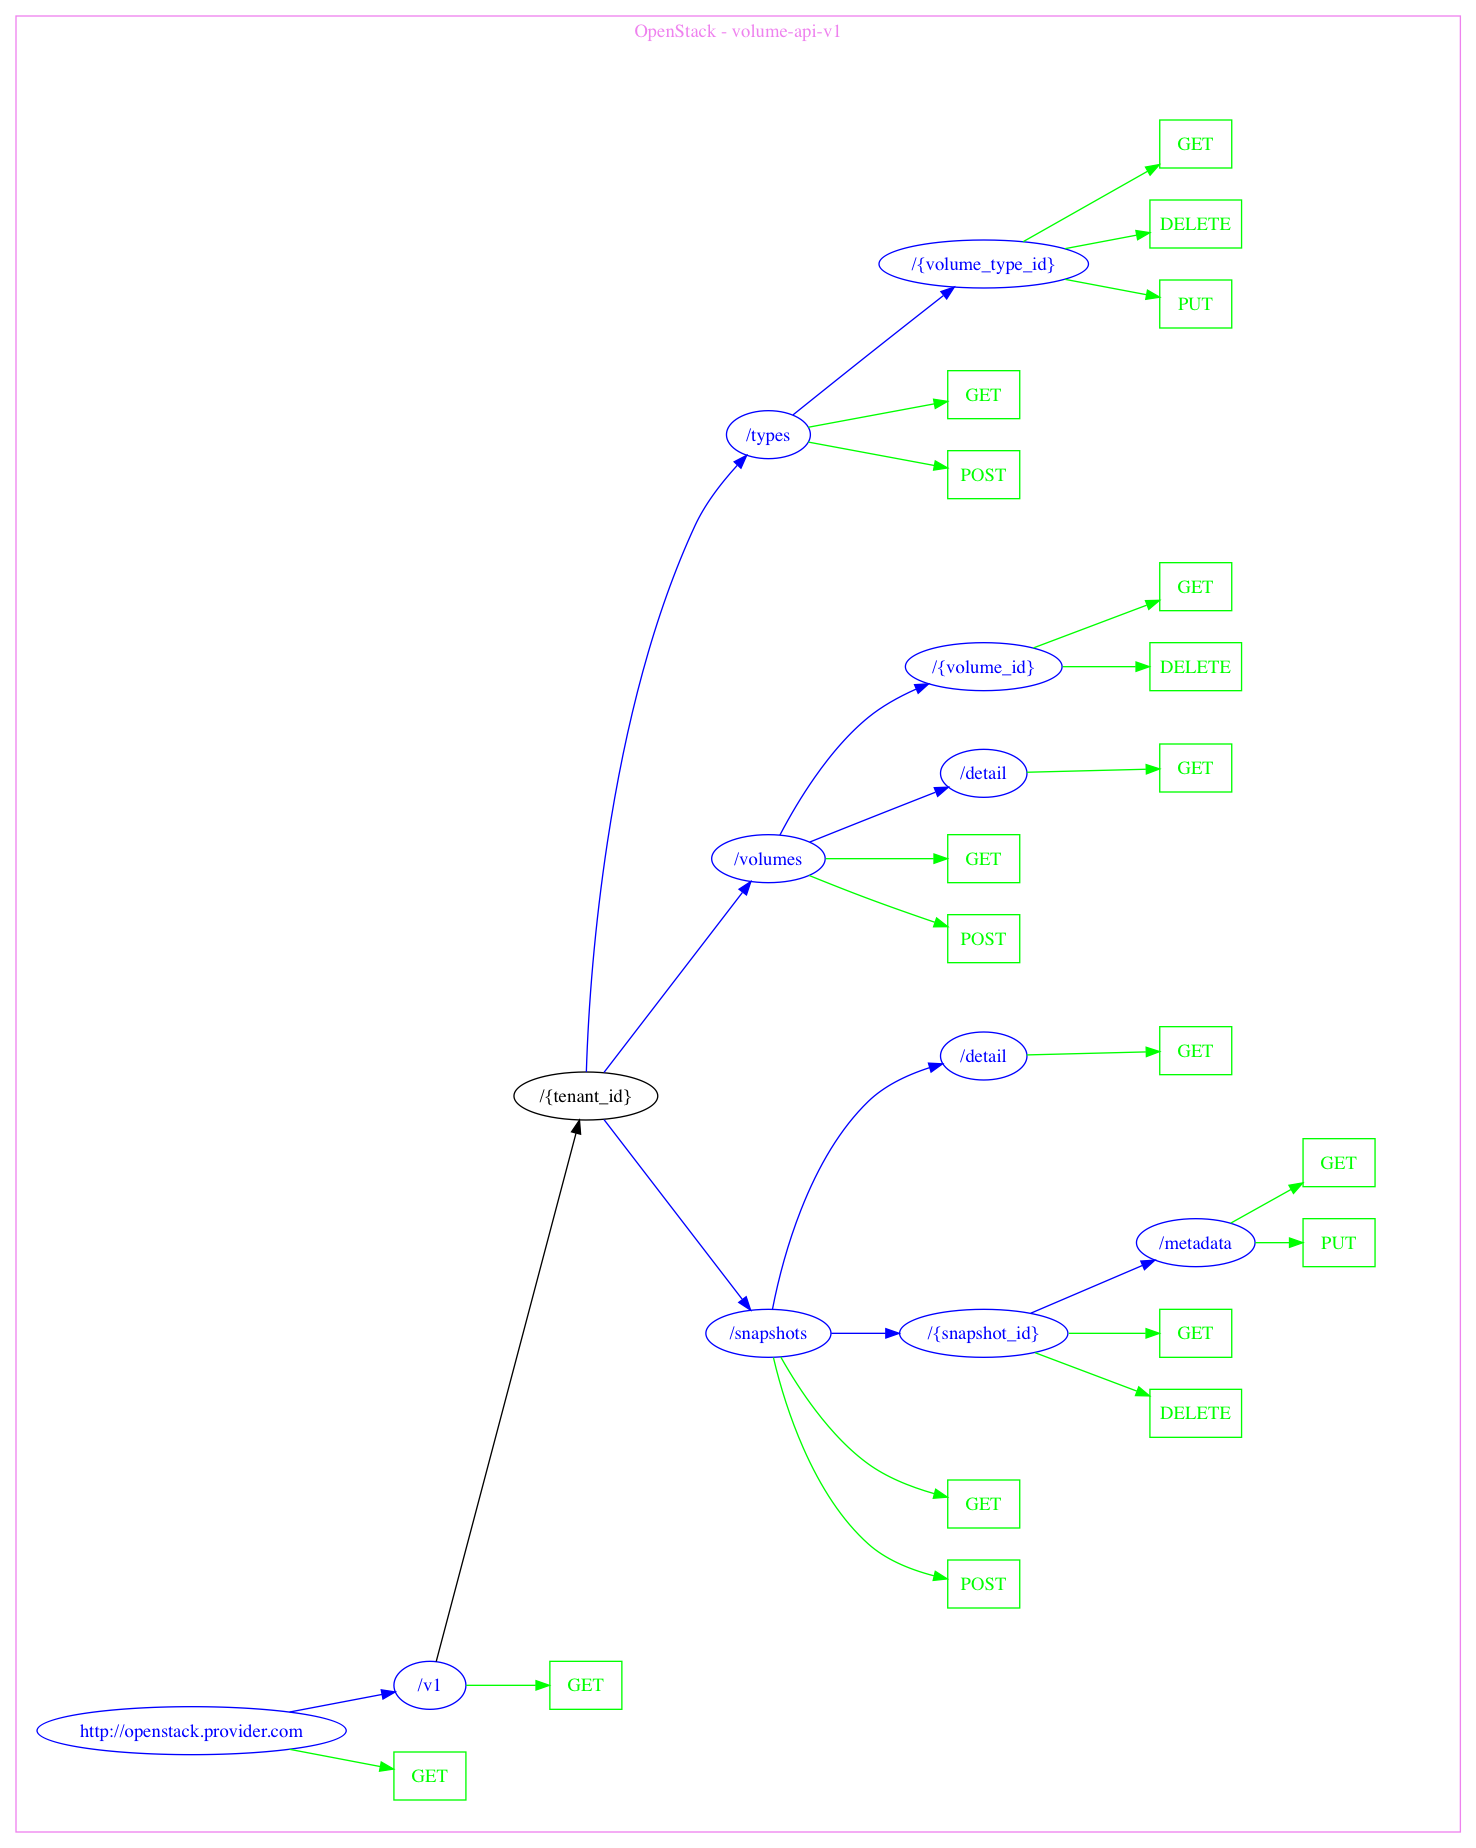 OpenStack - volume-api-v1
GET
DELETE
/{volume_type_id}
PUT
GET
/types
POST
GET
/{volume_id}
DELETE
/detail
GET
/volumes
GET
POST
/detail
GET
/{tenant_id}
GET
/metadata
PUT
/snapshots
/{snapshot_id}
GET
DELETE
GET
POST
/v1
GET
http://openstack.provider.com
GET